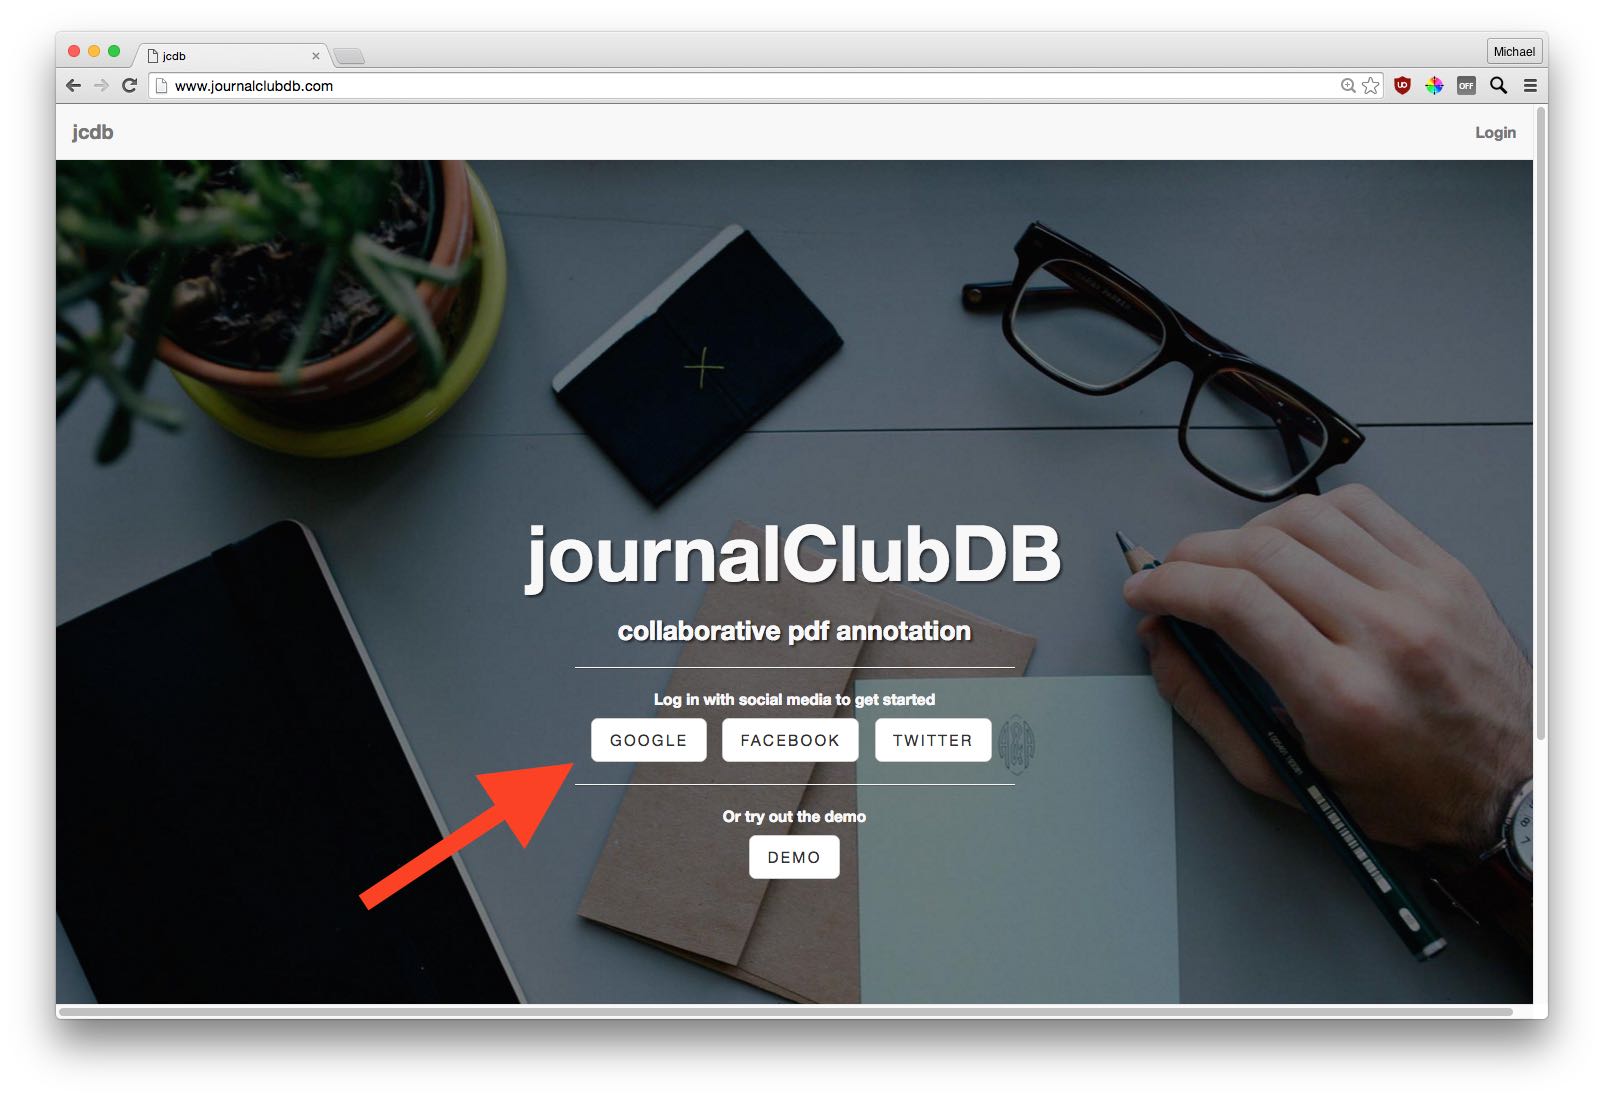 jcdb
Michael
www.journalclubdb.com
OFF
jcdb
Login
journalClubDB
collaborative pdf annotation
Log in with social media to get started
GOOGLE FACEBOOK TWITTER
A&A
Or try out the demo
DEMO